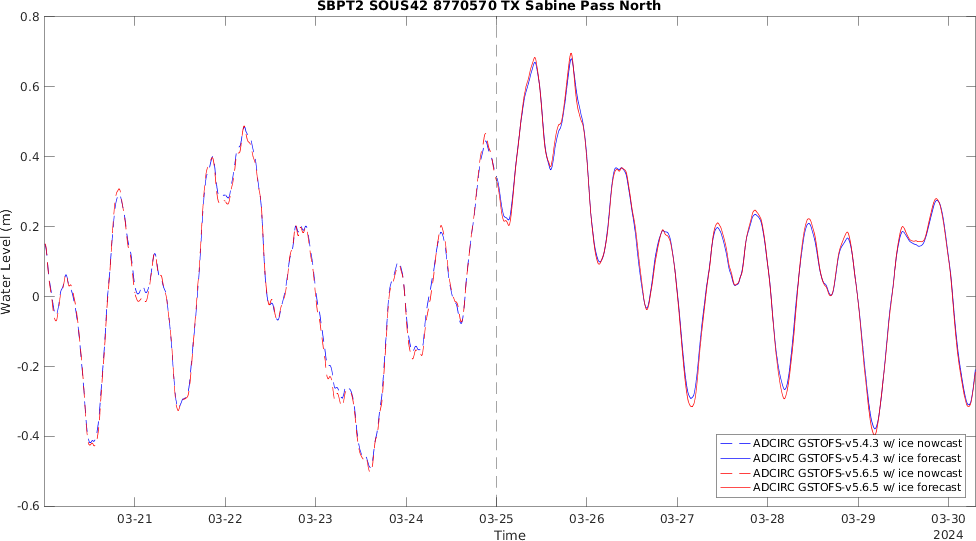 SBPT2 SOUS42 8770570 TX Sabine Pass North
Water Level (m)
0.8
0.6
0.4
0.2
0
-0.2
-0.4
-0.6
03-21 03-22 03-23 03-24 03-25 03-26 03-27 03-28 03-29 03-30
Time
2024
ADCIRC GSTOFS-v5.4.3 w/ ice nowcast
ADCIRC GSTOFS-v5.4.3 w/ ice forecast
ADCIRC GSTOFS-v5.6.5 w/ ice nowcast
ADCIRC GSTOFS-v5.6.5 w/ ice forecast